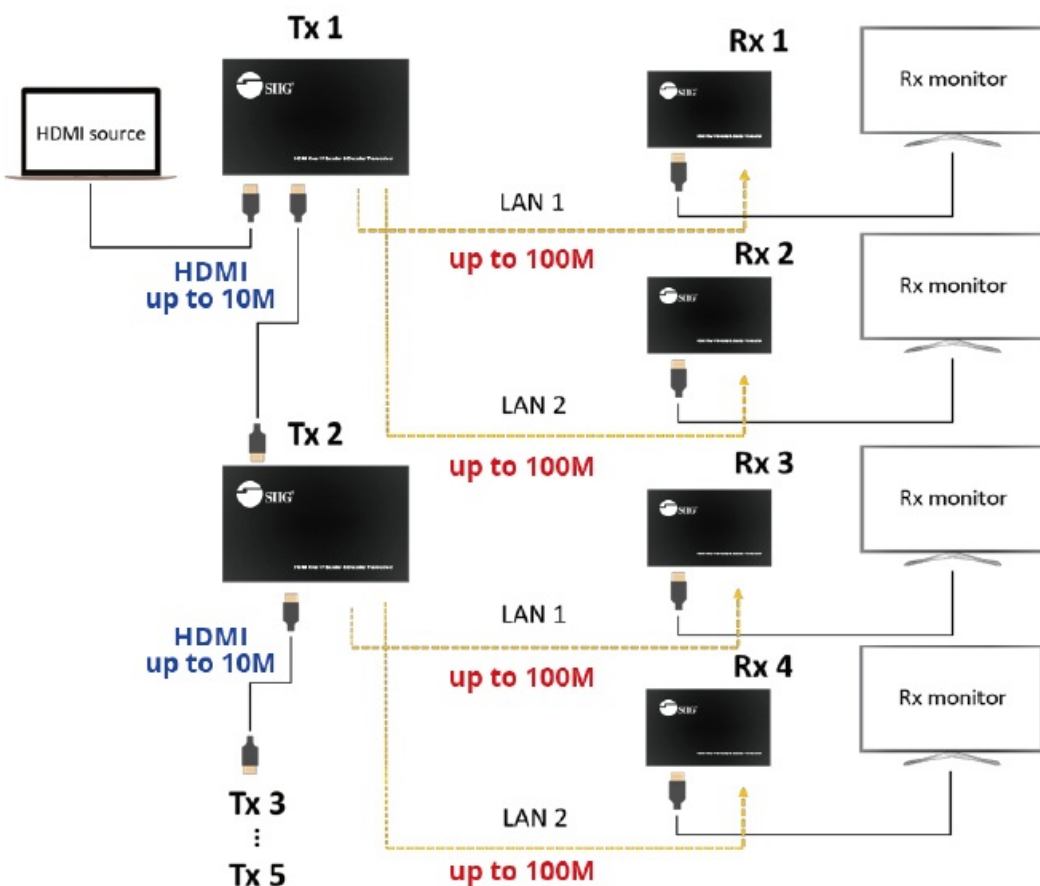 Tx 1
Rx 1
Rx monitor
HDMI source
SIIG
SIIG
LAN 1
up to 100M
HDMI
up to 10M
Rx 2
Rx monitor
SIIG
LAN 2
up to 100M
Tx 2
Rx 3
Rx monitor
SIIG
SIIG
LAN 1
up to 100M
HDMI
up to 10M
Rx 4
Rx monitor
SIIG
LAN 2
up to 100M
Tx 3
Tx 5